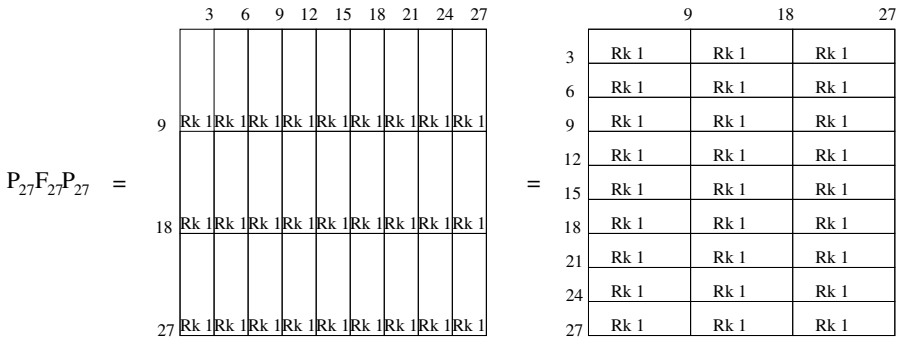 3 6 9 12 15 18 21 24 27
9 Rk 1 Rk 1 Rk 1 Rk 1 Rk 1 Rk 1 Rk 1 Rk 1 Rk 1
P27F27P27 =
18 Rk 1 Rk 1 Rk 1 Rk 1 Rk 1 Rk 1 Rk 1 Rk 1 Rk 1
27 Rk 1 Rk 1 Rk 1 Rk 1 Rk 1 Rk 1 Rk 1 Rk 1 Rk 1
=
9 18 27
3 Rk 1 Rk 1 Rk 1
6 Rk 1 Rk 1 Rk 1
9 Rk 1 Rk 1 Rk 1
12 Rk 1 Rk 1 Rk 1
15 Rk 1 Rk 1 Rk 1
18 Rk 1 Rk 1 Rk 1
21 Rk 1 Rk 1 Rk 1
24 Rk 1 Rk 1 Rk 1
27 Rk 1 Rk 1 Rk 1